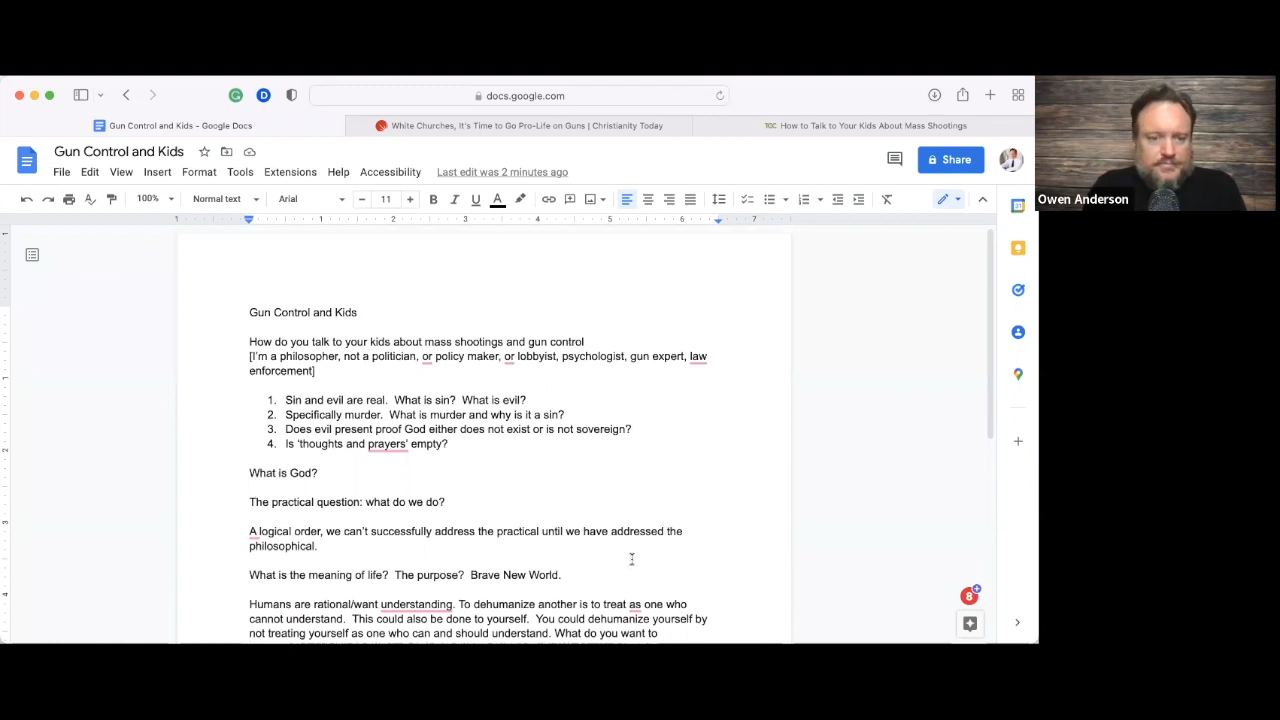 docs.google.com
Gun Control and Kids - Google Docs
White Churches, It's Time to Go Pro-Life on Guns | Christianity Today
TGC How to Talk to Your Kids About Mass Shootings
Gun Control and Kids
File Edit View Insert Format Tools Extensions Help Accessibility Last edit was 2 minutes ago
Share
Owen Anderson
100% Normal text Arial 11 B I U A
1 1 2 3 4 5 6 7
Gun Control and Kids
How do you talk to your kids about mass shootings and gun control
[I'm a philosopher, not a politician, or policy maker, or lobbyist, psychologist, gun expert, law
enforcement]
1. Sin and evil are real. What is sin? What is evil?
2. Specifically murder. What is murder and why is it a sin?
3. Does evil present proof God either does not exist or is not sovereign?
4. Is 'thoughts and prayers' empty?
What is God?
The practical question: what do we do?
A logical order, we can't successfully address the practical until we have addressed the
philosophical.
What is the meaning of life? The purpose? Brave New World.
Humans are rational/want understanding. To dehumanize another is to treat as one who
cannot understand. This could also be done to yourself. You could dehumanize yourself by
not treating yourself as one who can and should understand. What do you want to
8